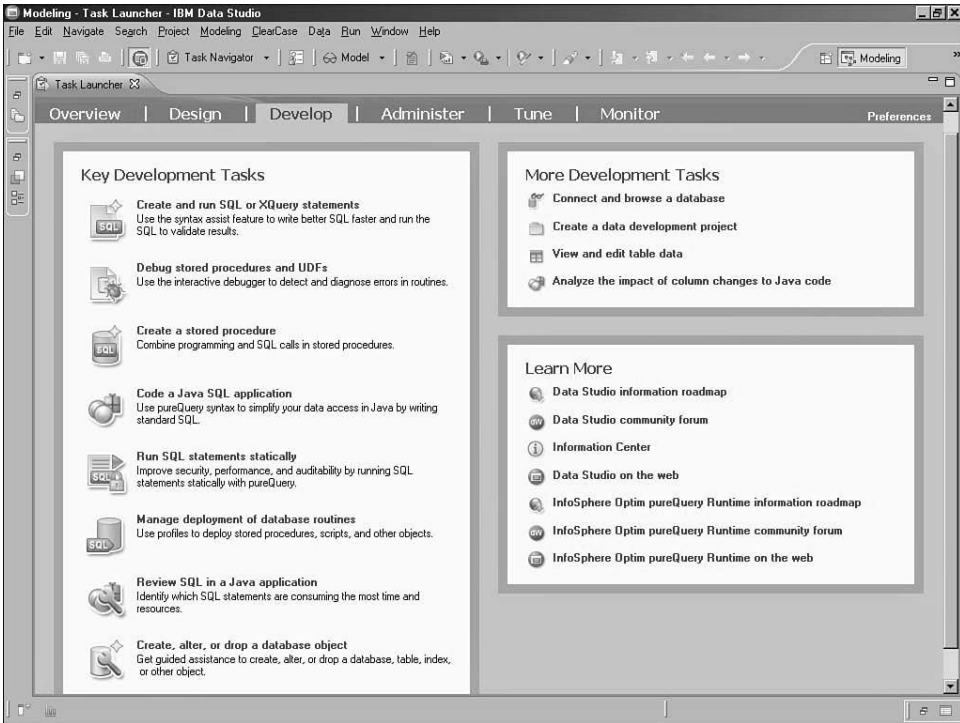 Modeling - Task Launcher - IBM Data Studio
File Edit Navigate Search Project Modeling ClearCase Data Run Window Help
Task Navigator
Model
Modeling
Task Launcher
Overview | Design | Develop | Administer | Tune | Monitor
Preferences
Key Development Tasks
Create and run SQL or XQuery statements
Use the syntax assist feature to write better SQL faster and run the
SQL to validate results.
SQL
Debug stored procedures and UDFs
Use the interactive debugger to detect and diagnose errors in routines.
Create a stored procedure
Combine programming and SQL calls in stored procedures.
SQL
Code a Java SQL application
Use pureQuery syntax to simplify your data access in Java by writing
standard SQL.
Run SQL statements statically
Improve security, performance, and auditability by running SQL
statements statically with pureQuery.
SQL
Manage deployment of database routines
Use profiles to deploy stored procedures, scripts, and other objects.
SQL
Review SQL in a Java application
Identify which SQL statements are consuming the most time and
resources.
Create, alter, or drop a database object
Get guided assistance to create, alter, or drop a database, table, index,
or other object.
More Development Tasks
Connect and browse a database
Create a data development project
View and edit table data
Analyze the impact of column changes to Java code
Learn More
Data Studio information roadmap
dW Data Studio community forum
Information Center
Data Studio on the web
InfoSphere Optim pureQuery Runtime information roadmap
dW InfoSphere Optim pureQuery Runtime community forum
InfoSphere Optim pureQuery Runtime on the web